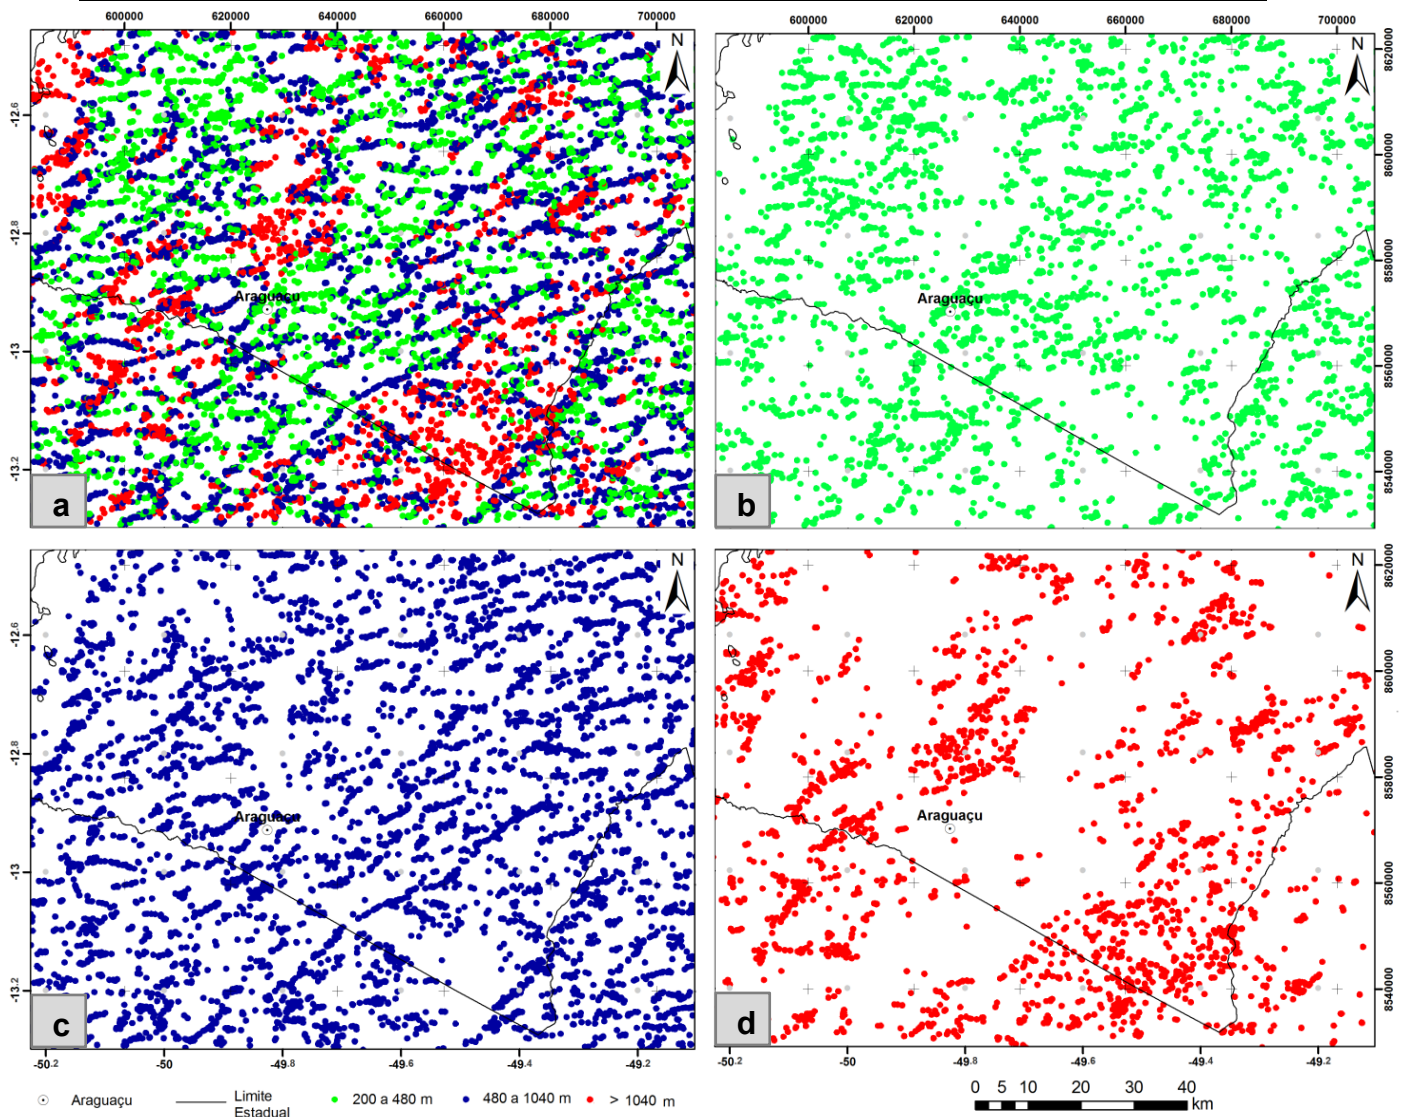 600000 620000 640000 660000 680000 700000
600000 620000 640000 660000 680000 700000
N
N
8620000
8600000
8580000
8560000
8540000
-12.6
-12.8
-13
-13.2
Araguaçu
Araguaçu
a
b
N
N
8620000
8600000
8580000
8560000
8540000
-12.6
-12.8
-13
-13.2
Araguaçu
Araguaçu
c
d
-50.2 -50 -49.8 -49.6 -49.4 -49.2
-50.2 -50 -49.8 -49.6 -49.4 -49.2
Araguaçu
Limite
Estadual
200 a 480 m
480 a 1040 m
> 1040 m
0 5 10 20 30 40
km